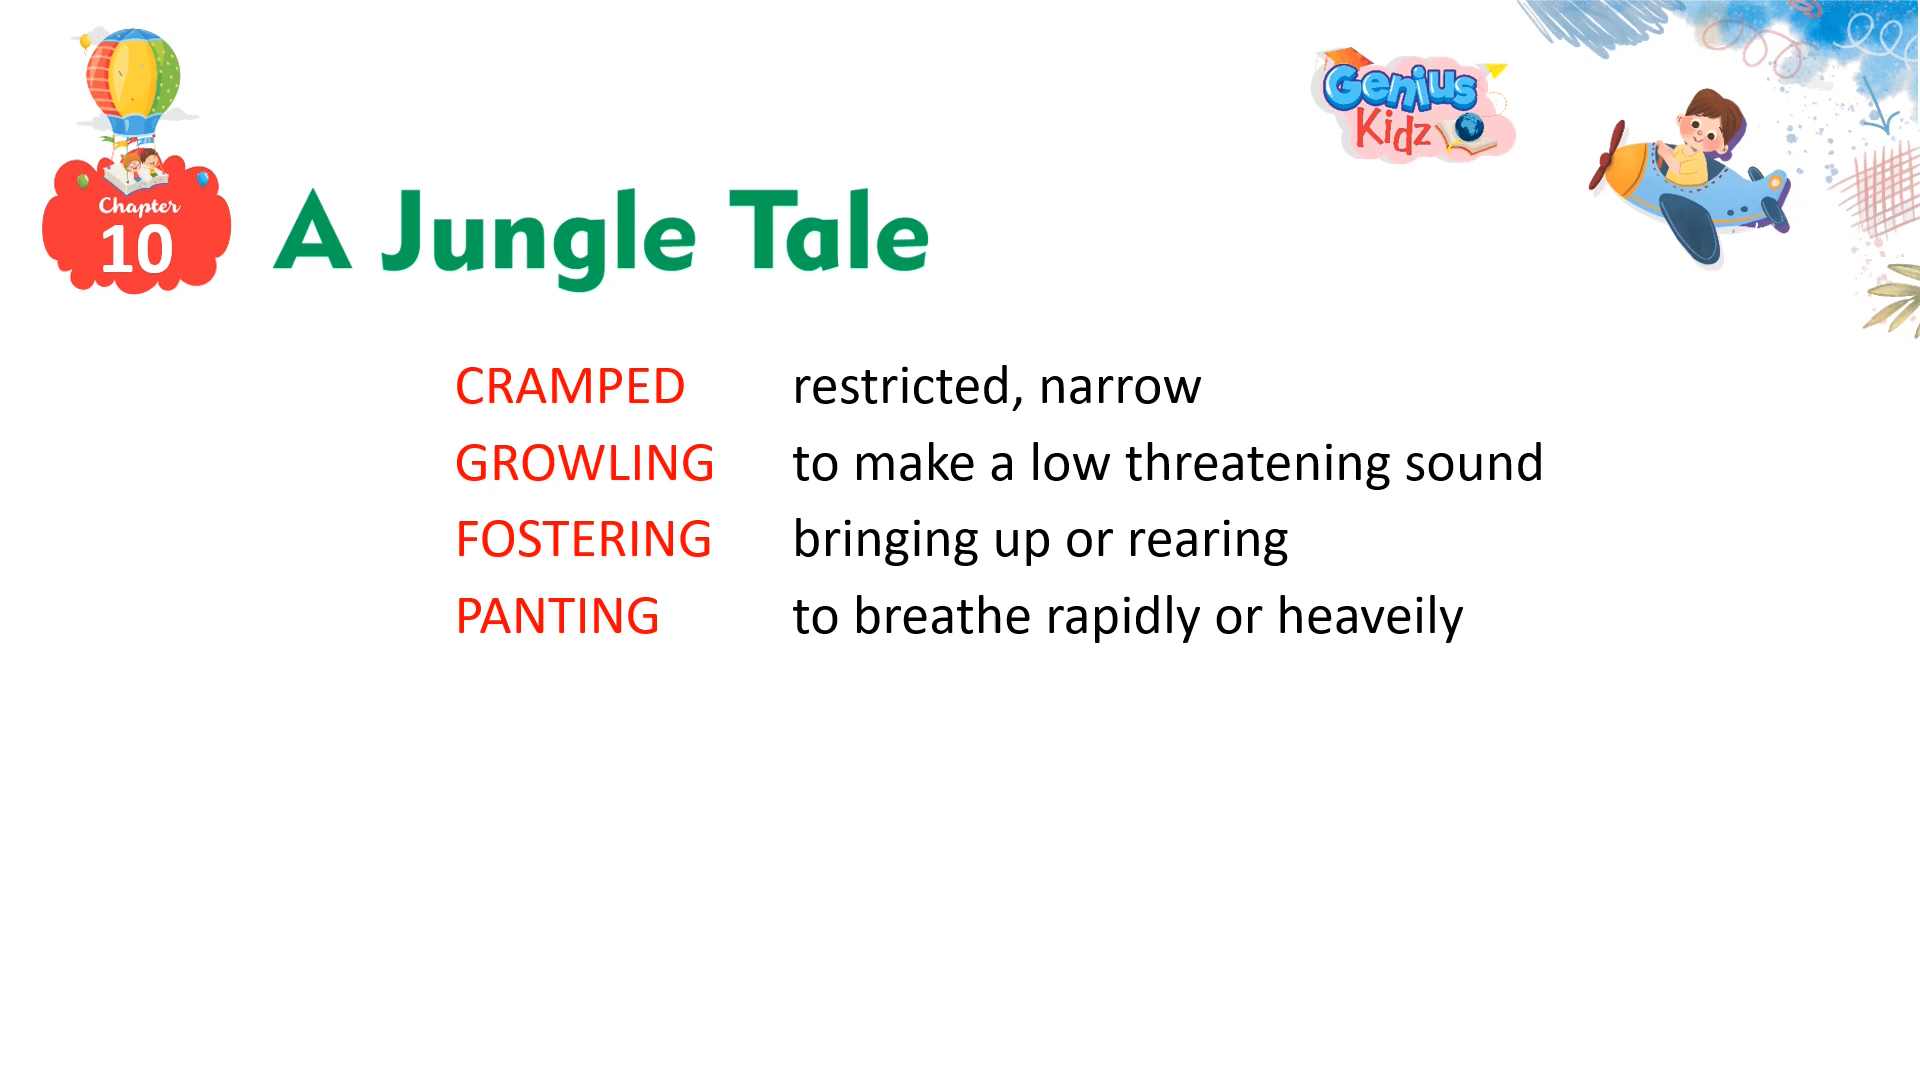 Genius
Kidz
Chapter
10
A Jungle Tale
CRAMPED restricted, narrow
GROWLING to make a low threatening sound
FOSTERING bringing up or rearing
PANTING to breathe rapidly or heaveily